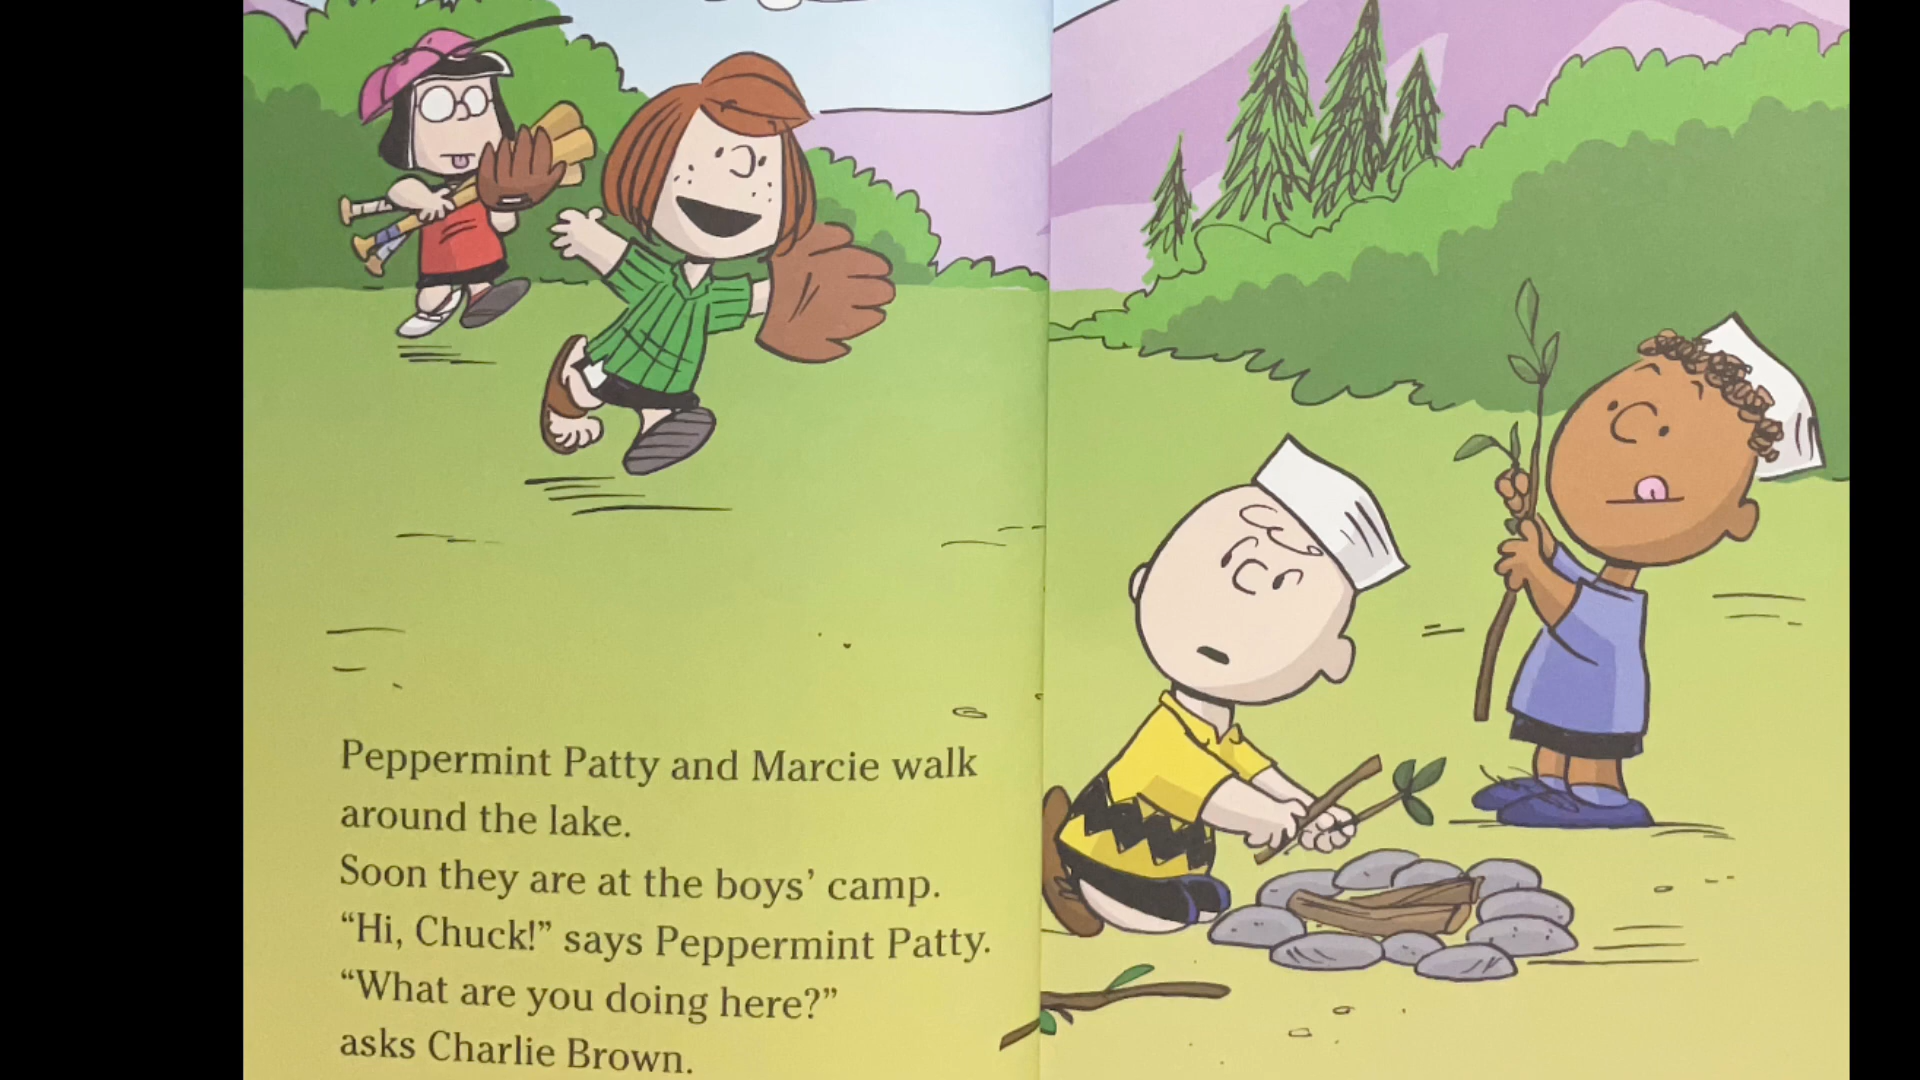 Peppermint Patty and Marcie walk
around the lake.
Soon they are at the boys’ camp.
“Hi, Chuck!” says Peppermint Patty.
“What are you doing here?”
asks Charlie Brown.